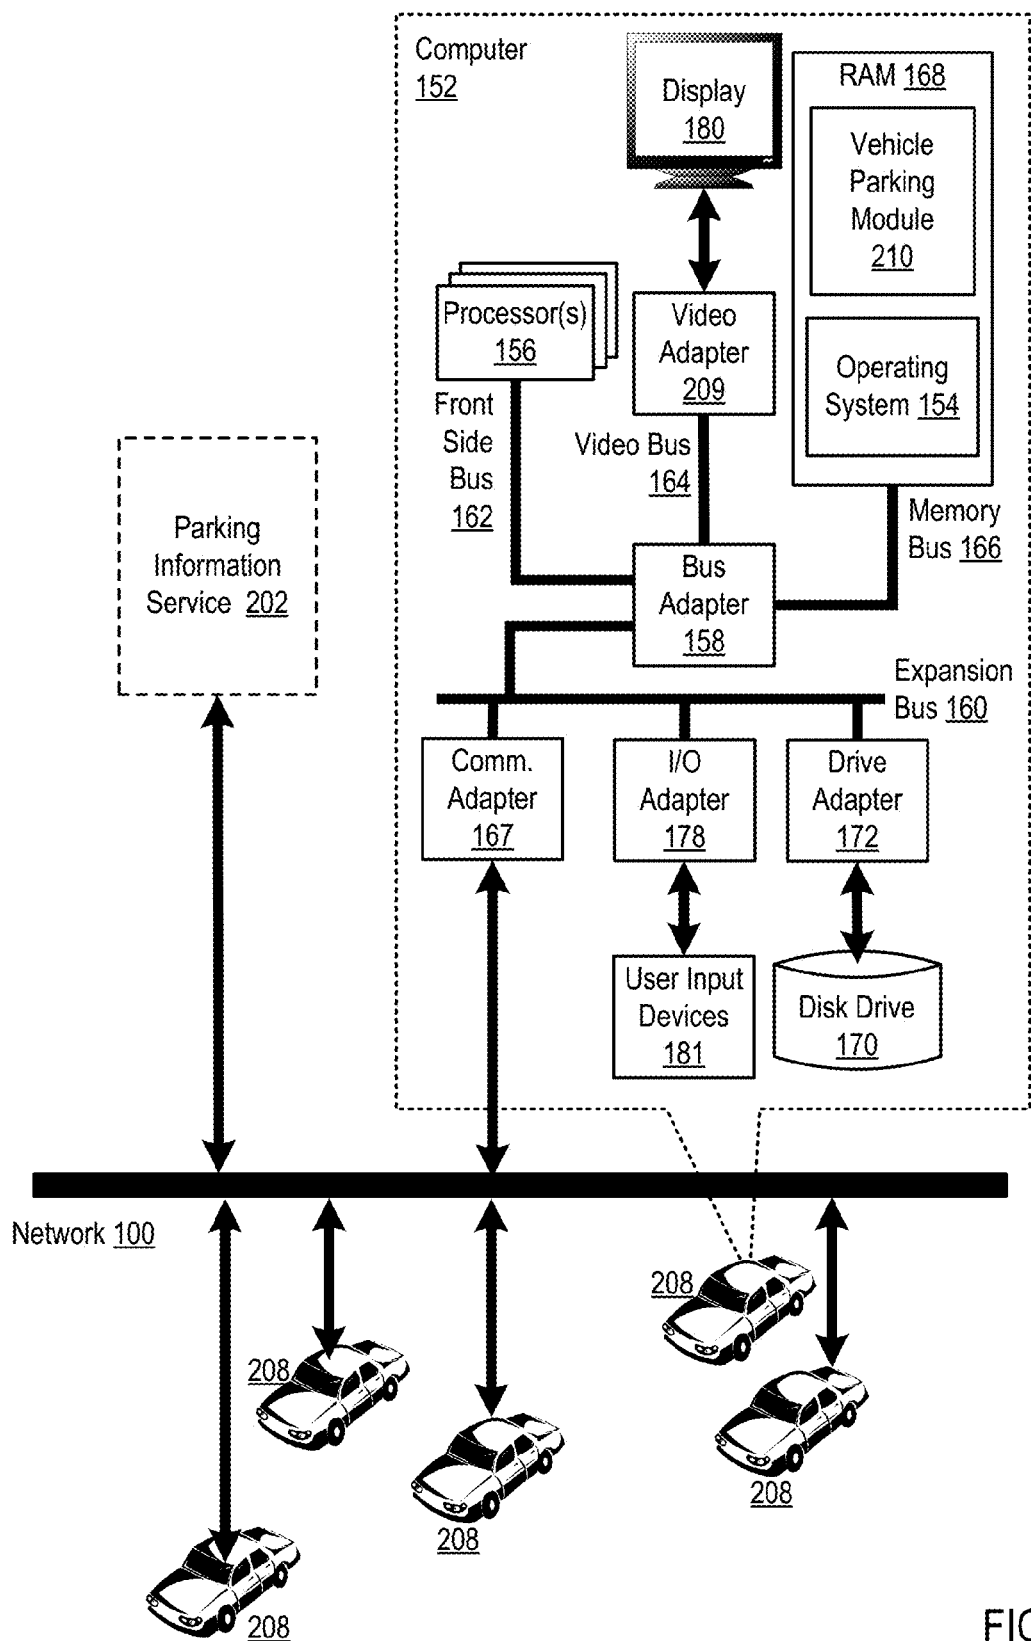 Computer
152
Display
180
RAM 168
Vehicle
Parking
Module
210
Operating
System 154
Processor(s)
156
Video
Adapter
209
Front
Side
Bus
162
Video Bus
164
Memory
Bus 166
Parking
Information
Service 202
Bus
Adapter
158
Expansion
Bus 160
Comm.
Adapter
167
I/O
Adapter
178
Drive
Adapter
172
User Input
Devices
181
Disk Drive
170
Network 100
208
208
208
208
208
FIG